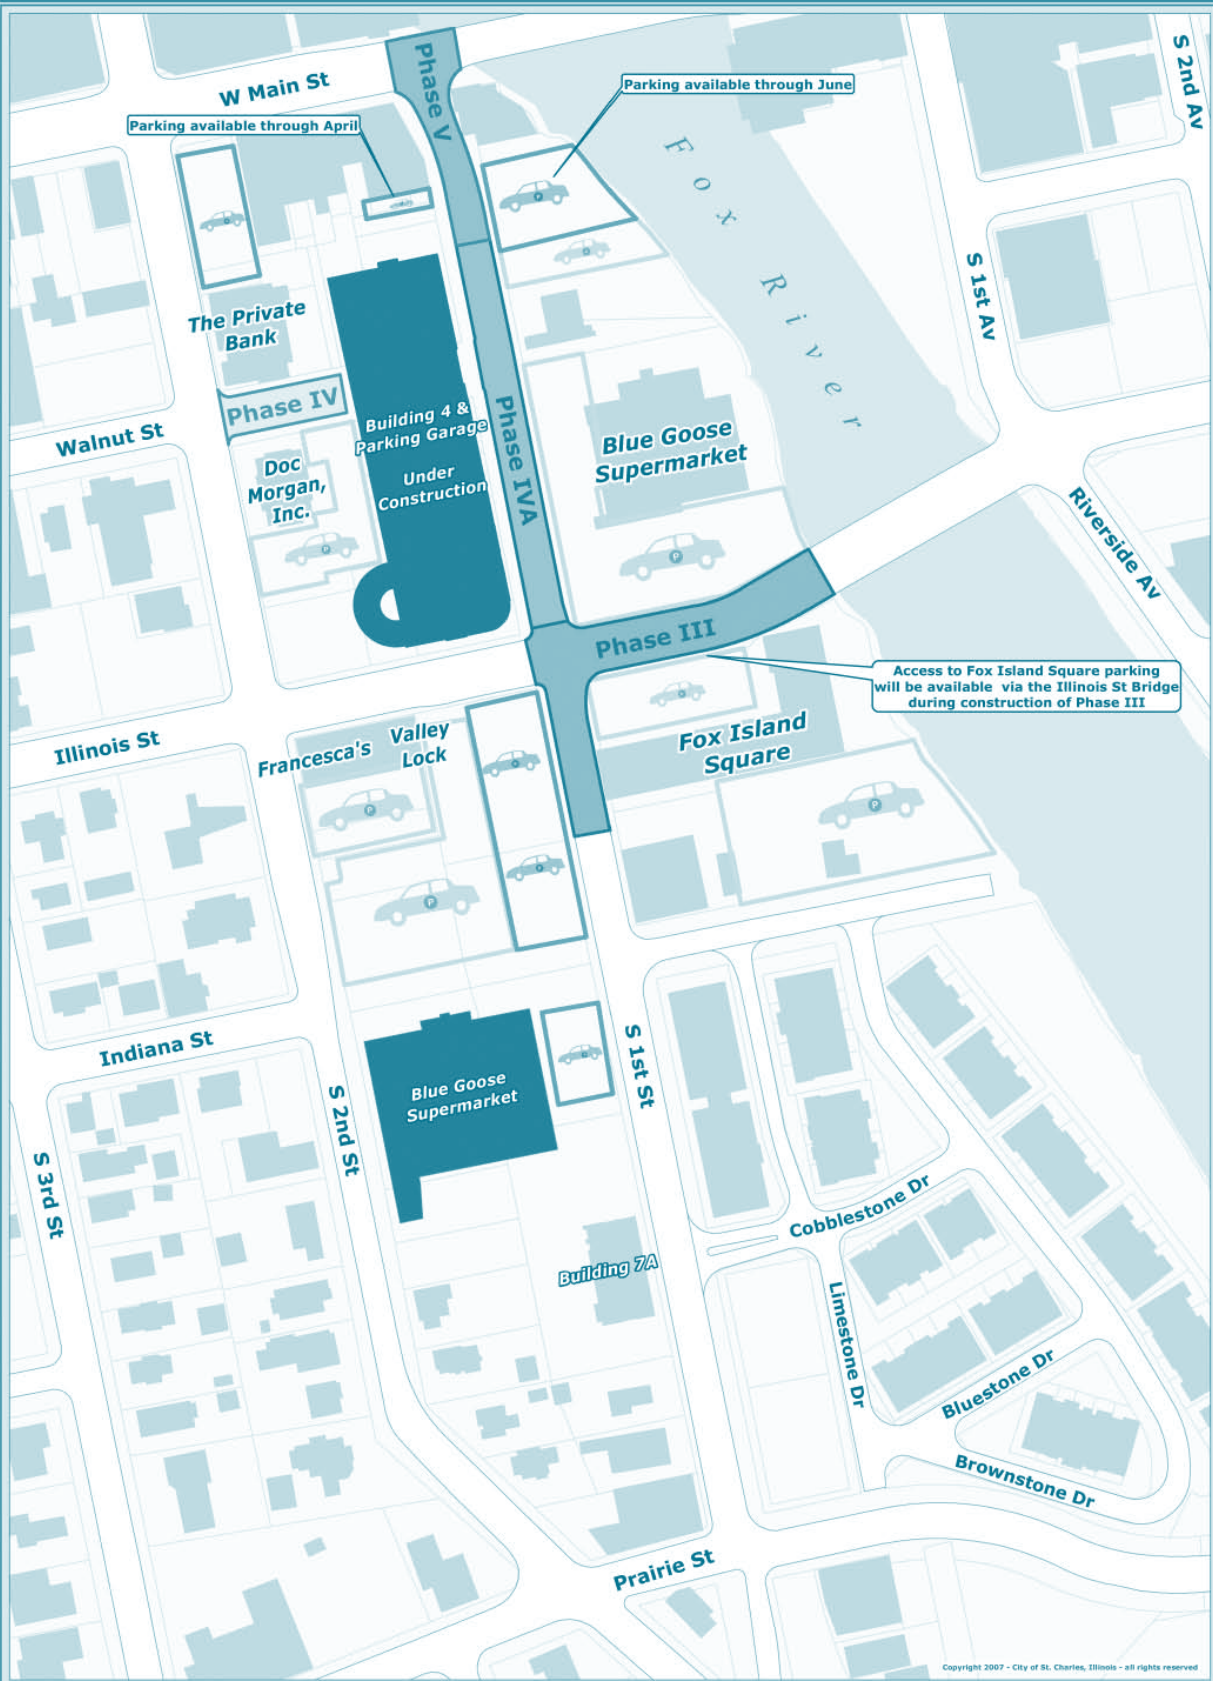 S 2nd Av
Phase V
W Main St
Parking available through June
Parking available through April
P
P
P
P
Fox River
S 1st Av
The Private
Bank
Phase IV
Walnut St
Building 4 &
Parking Garage
Under
Construction
Phase IVA
Blue Goose
Supermarket
Doc
Morgan,
Inc.
P
P
Riverside Av
Phase III
Access to Fox Island Square parking
will be available via the Illinois St Bridge
during construction of Phase III
P
Illinois St
Francesca's
Valley
Lock
Fox Island
Square
P
P
P
P
P
Indiana St
S 1st St
P
Blue Goose
Supermarket
S 2nd St
S 3rd St
Cobblestone Dr
Building 7A
Limestone Dr
Bluestone Dr
Brownstone Dr
Prairie St
Copyright 2007 - City of St. Charles, Illinois - all rights reserved